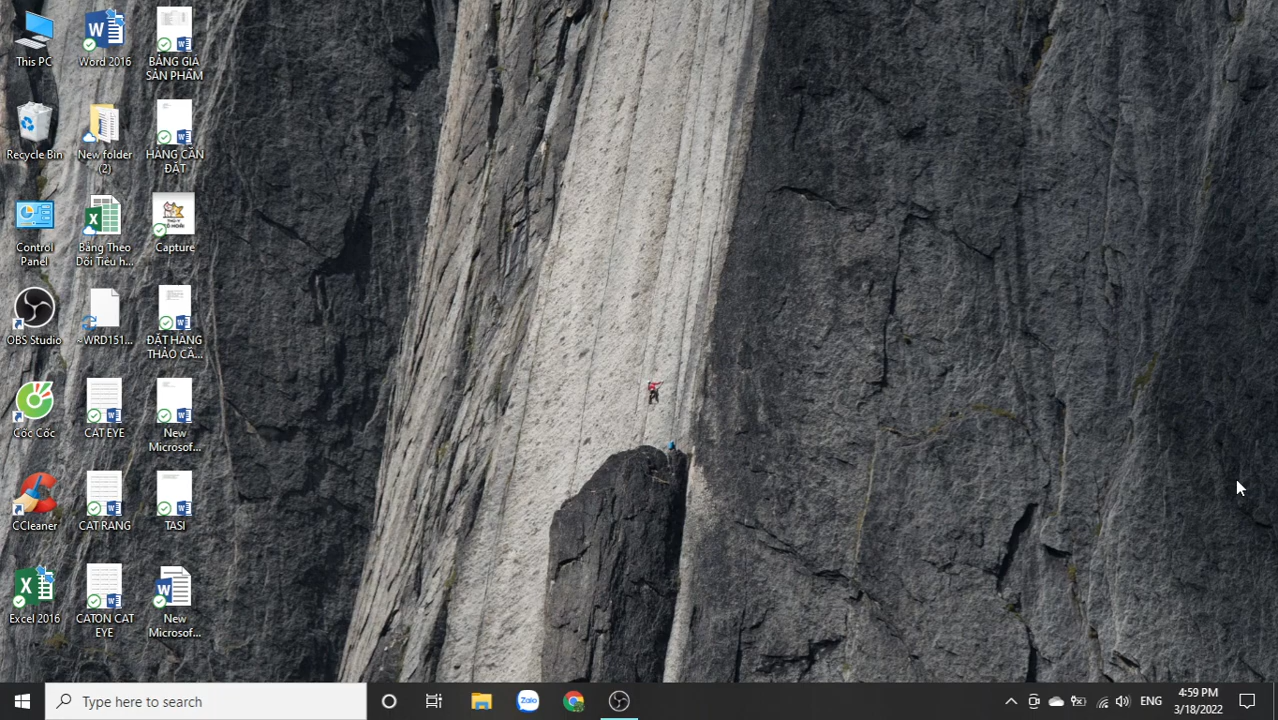 This PC
Recycle Bin
Control
Panel
OBS Studio
Cốc Cốc
CCleaner
Excel 2016
Word 2016
New folder
(2)
Bảng Theo
Dõi Tiêu h...
~WRD151...
CAT EYE
CAT RANG
CATON CAT
EYE
BẢNG GIÁ
SẢN PHẨM
HÀNG CẦN
ĐẶT
Capture
ĐẶT HÀNG
THẢO CẦ...
New
Microsof...
TASI
New
Microsof...
Type here to search
Zalo
ENG
4:59 PM
3/18/2022